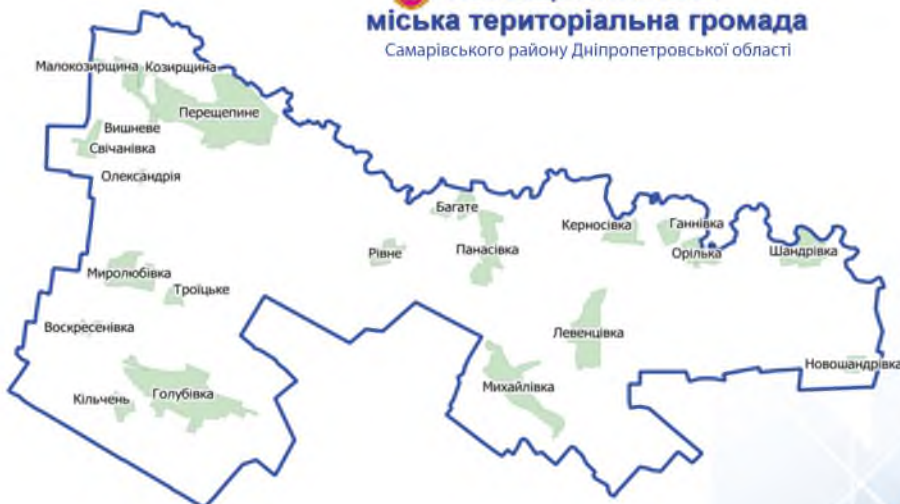 міська територіальна громада
Самарівського району Дніпропетровської області
Малокозирщина
Козирщина
Перещепине
Вишневе
Свічанівка
Олександрія
Багате
Керносівка
Ганнівка
Рівне
Панасівка
Орілька
Шандрівка
Миролюбівка
Троїцьке
Воскресенівка
Левенцівка
Новошандрівка
Михайлівка
Кільчень
Голубівка